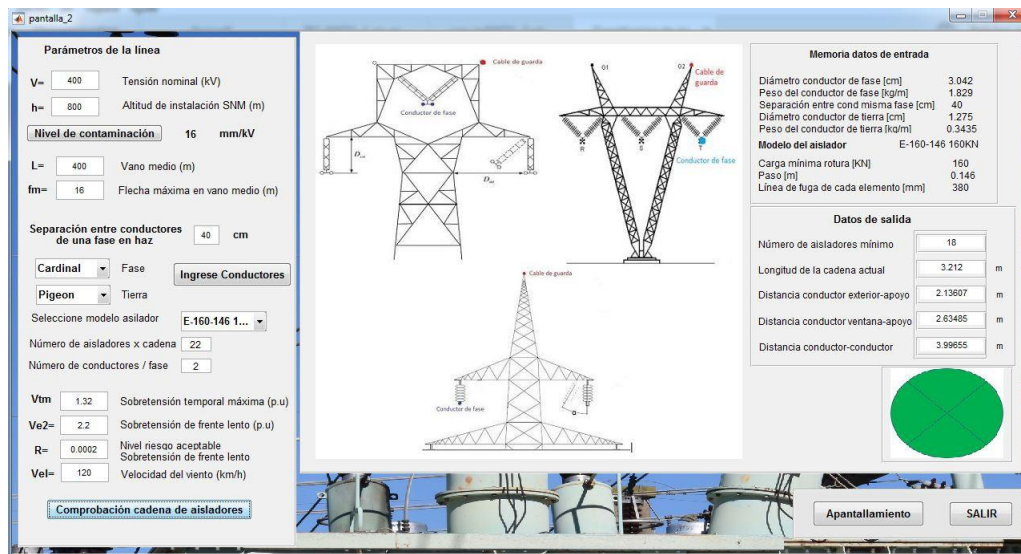 pantalla_2
Parámetros de la línea
V= 400 Tensión nominal (kV)
h= 800 Altitud de instalación SNM (m)
Nivel de contaminación 16 mm/kV
L= 400 Vano medio (m)
fm= 16 Flecha máxima en vano medio (m)
Separación entre conductores
de una fase en haz 40 cm
Cardinal Fase
Ingrese Conductores
Pigeon Tierra
Seleccione modelo asilador E-160-146 1...
Número de aisladores x cadena 22
Número de conductores / fase 2
Vtm 1.32 Sobretensión temporal máxima (p.u)
Ve2= 2.2 Sobretensión de frente lento (p.u)
R= 0.0002 Nivel riesgo aceptable
Sobretensión de frente lento
Vel= 120 Velocidad del viento (km/h)
Comprobación cadena de aisladores
Cable de guarda
Conductor de fase
G1
G2
Cable de
guarda
R
S
T
Conductor de fase
Cable de guarda
Conductor de fase
Memoria datos de entrada
Diámetro conductor de fase [cm] 3.042
Peso del conductor de fase [kg/m] 1.829
Separación entre cond misma fase [cm] 40
Diámetro conductor de tierra [cm] 1.275
Peso del conductor de tierra [kg/m] 0.3435
Modelo del aislador E-160-146 160KN
Carga mínima rotura [KN] 160
Paso [m] 0.146
Línea de fuga de cada elemento [mm] 380
Datos de salida
Número de aisladores mínimo 18
Longitud de la cadena actual 3.212 m
Distancia conductor exterior-apoyo 2.13607 m
Distancia conductor ventana-apoyo 2.63485 m
Distancia conductor-conductor 3.99655 m
Apantallamiento
SALIR